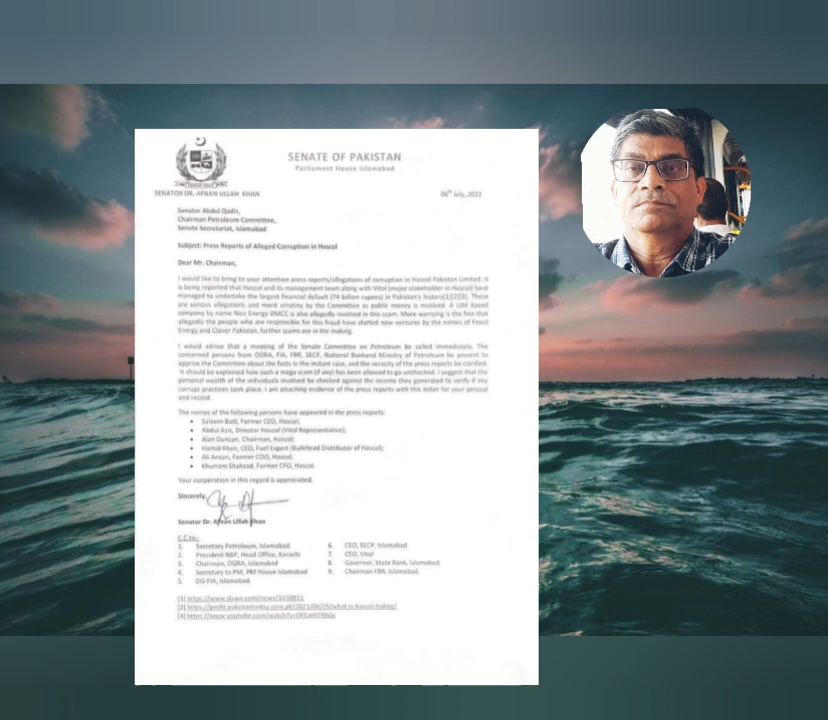 SENATE OF PAKISTAN
Parliament House Islamabad
SENATOR DR. AFNAN ULLAH KHAN
06th July, 2021
Senator Abdul Qadir,
Chairman Petroleum Committee,
Senate Secretariat, Islamabad
Subject: Press Reports of Alleged Corruption in Hascol
Dear Mr. Chairman,
I would like to bring to your attention press reports/allegations of corruption in Hascol Pakistan Limited. It
is being reported that Hascol and its management team along with Vitol (major stakeholder in Hascol) have
managed to undertake the largest financial default (74 billion rupees) in Pakistan's history[1][2][3]. These
are serious allegations and merit scrutiny by the Committee as public money is involved. A UAE based
company by name Noir Energy DMCC is also allegedly involved in this scam. More worrying is the fact that
allegedly the people who are responsible for this fraud have started new ventures by the names of Fossil
Energy and Claver Pakistan, further scams are in the making.
I would advise that a meeting of the Senate Committee on Petroleum be called immediately. The
concerned persons from OGRA, FIA, FBR, SECP, National Bankand Ministry of Petroleum be present to
apprise the Committee about the facts in the instant case, and the veracity of the press reports be clarified.
It should be explained how such a mega scam (if any) has been allowed to go unchecked. I suggest that the
personal wealth of the individuals involved be checked against the income they generated to verify if any
corrupt practices took place. I am attaching evidence of the press reports with this letter for your perusal
and record.
The names of the following persons have appeared in the press reports:
• Saleem Butt, Former CEO, Hascol;
• Abdul Aziz, Director Hascol (Vitol Representative);
• Alan Duncan, Chairman, Hascol;
• Hamid Khan, CEO, Fuel Expert (BulkHead Distributor of Hascol);
• Ali Ansari, Former COO, Hascol;
• Khurram Shahzad, Former CFO, Hascol.
Your cooperation in this regard is appreciated.
Sincerely,
Senator Dr. Afnan Ullah Khan
C.C to:-
1. Secretary Petroleum, Islamabad
2. President NBP, Head Office, Karachi
3. Chairman, OGRA, Islamabad
4. Secretary to PM, PM House Islamabad
5. DG-FIA, Islamabad.
6. CEO, SECP, Islamabad
7. CEO, Vitol
8. Governer, State Bank, Islamabad.
9. Chairman FBR, Islamabad
[1] https://www.dawn.com/news/
[2] https://profit.pakistantoday.com.pk/2021/06/26/what-is-hascol-hiding/
[3] https://www.youtube.com/watch?v=